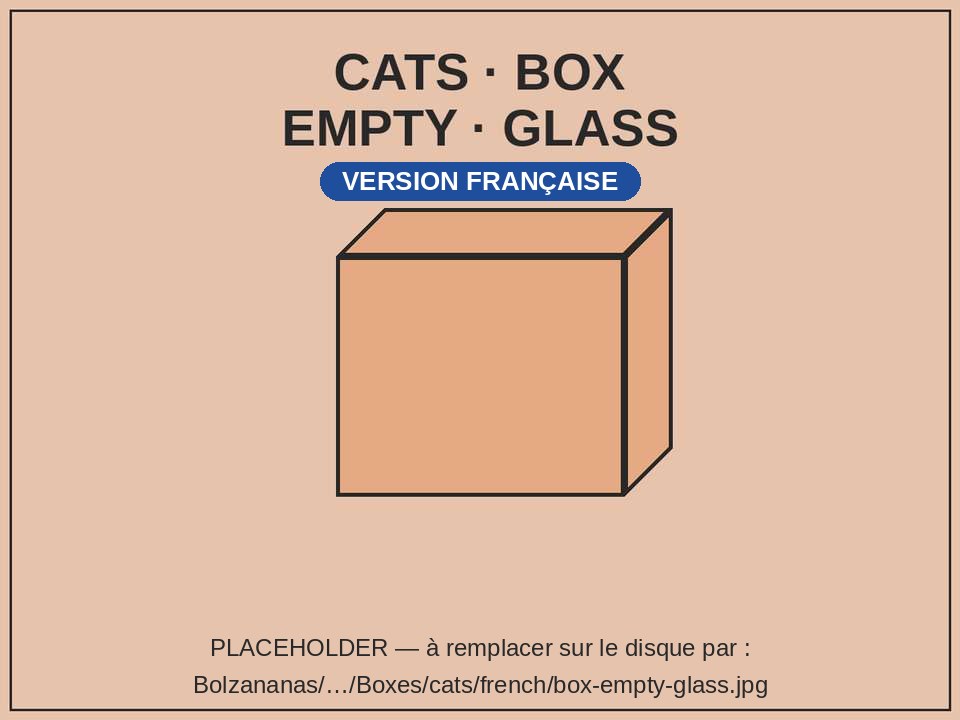 CATS · BOX
EMPTY · GLASS
VERSION FRANÇAISE
PLACEHOLDER — à remplacer sur le disque par :
Bolzananas/…/Boxes/cats/french/box-empty-glass.jpg